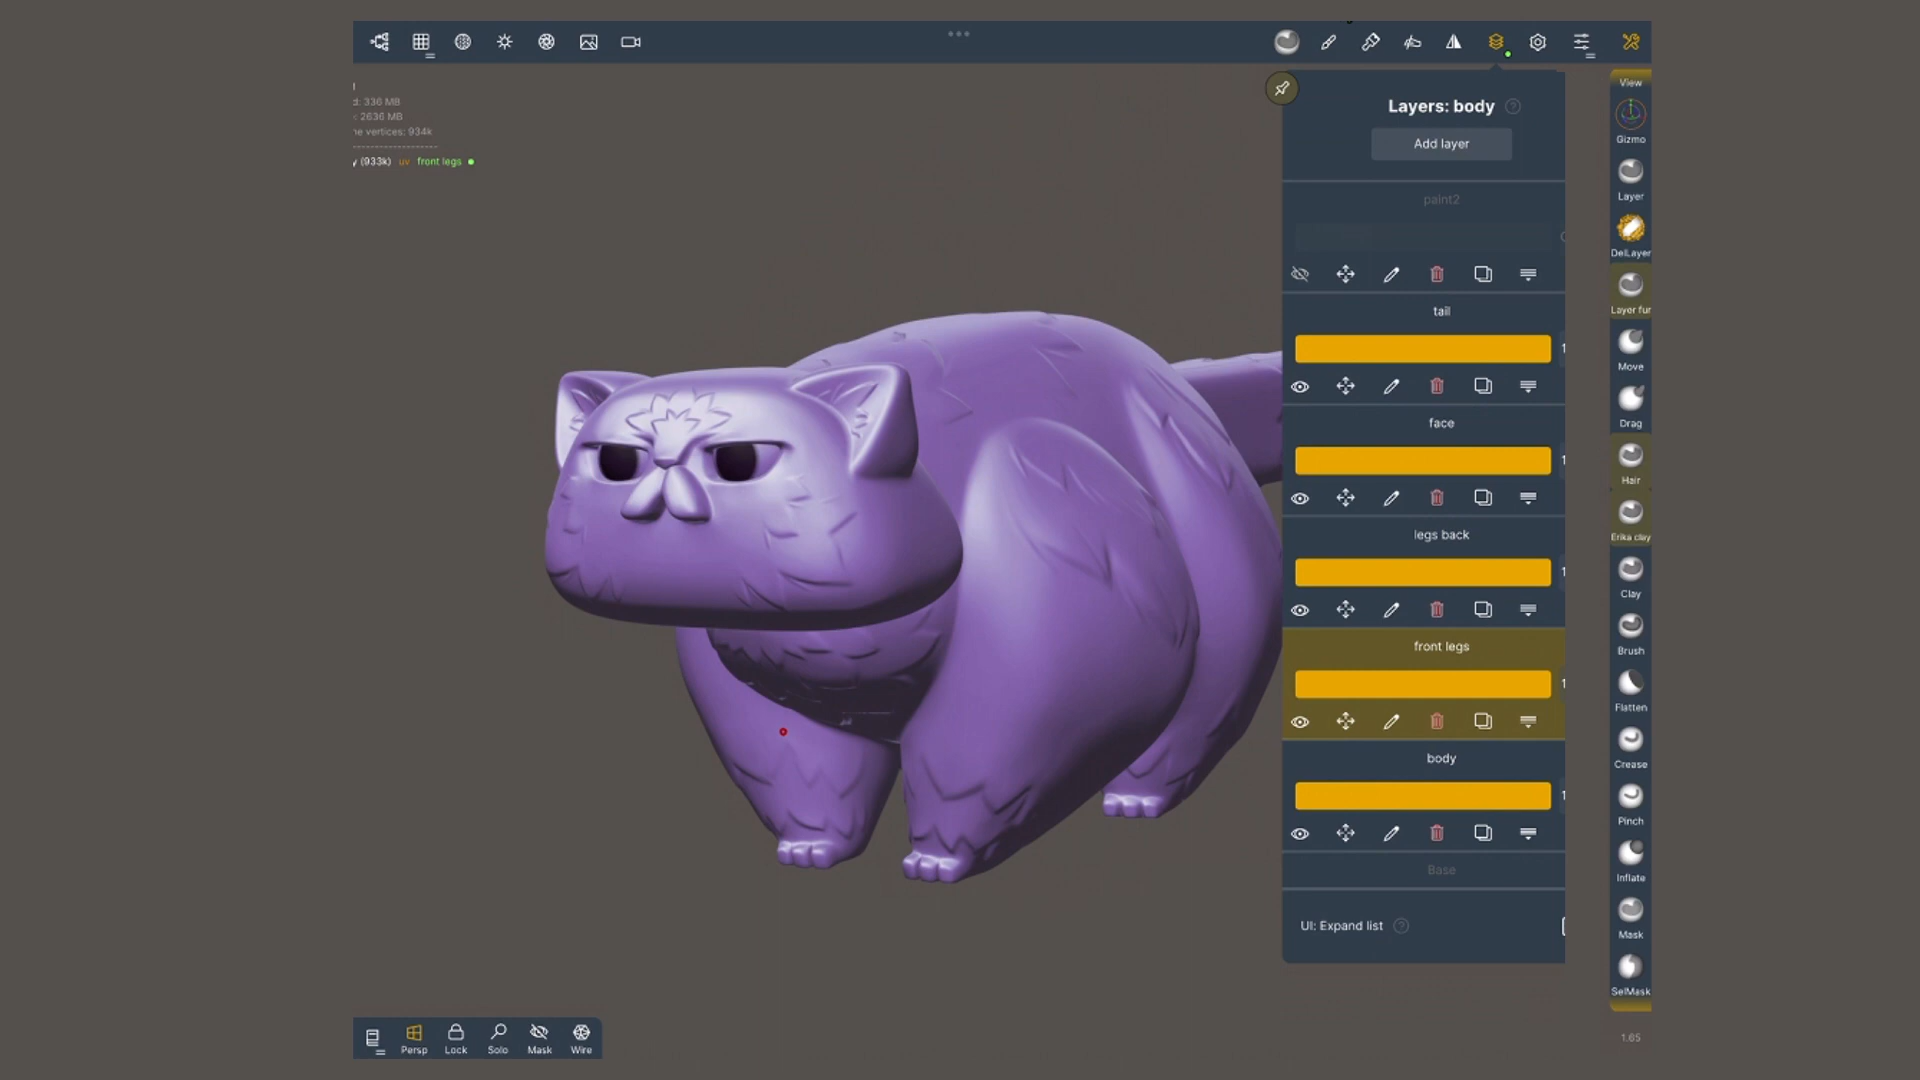 d: 336 MB
: 2636 MB
ne vertices: 934k
y (933k) uv front legs
Layers: body
Add layer
paint2
tail
face
legs back
front legs
body
Base
UI: Expand list
View
Gizmo
Layer
DelLayer
Layer fur
Move
Drag
Hair
Erika clay
Clay
Brush
Flatten
Crease
Pinch
Inflate
Mask
SelMask
1.65
Persp
Lock
Solo
Mask
Wire